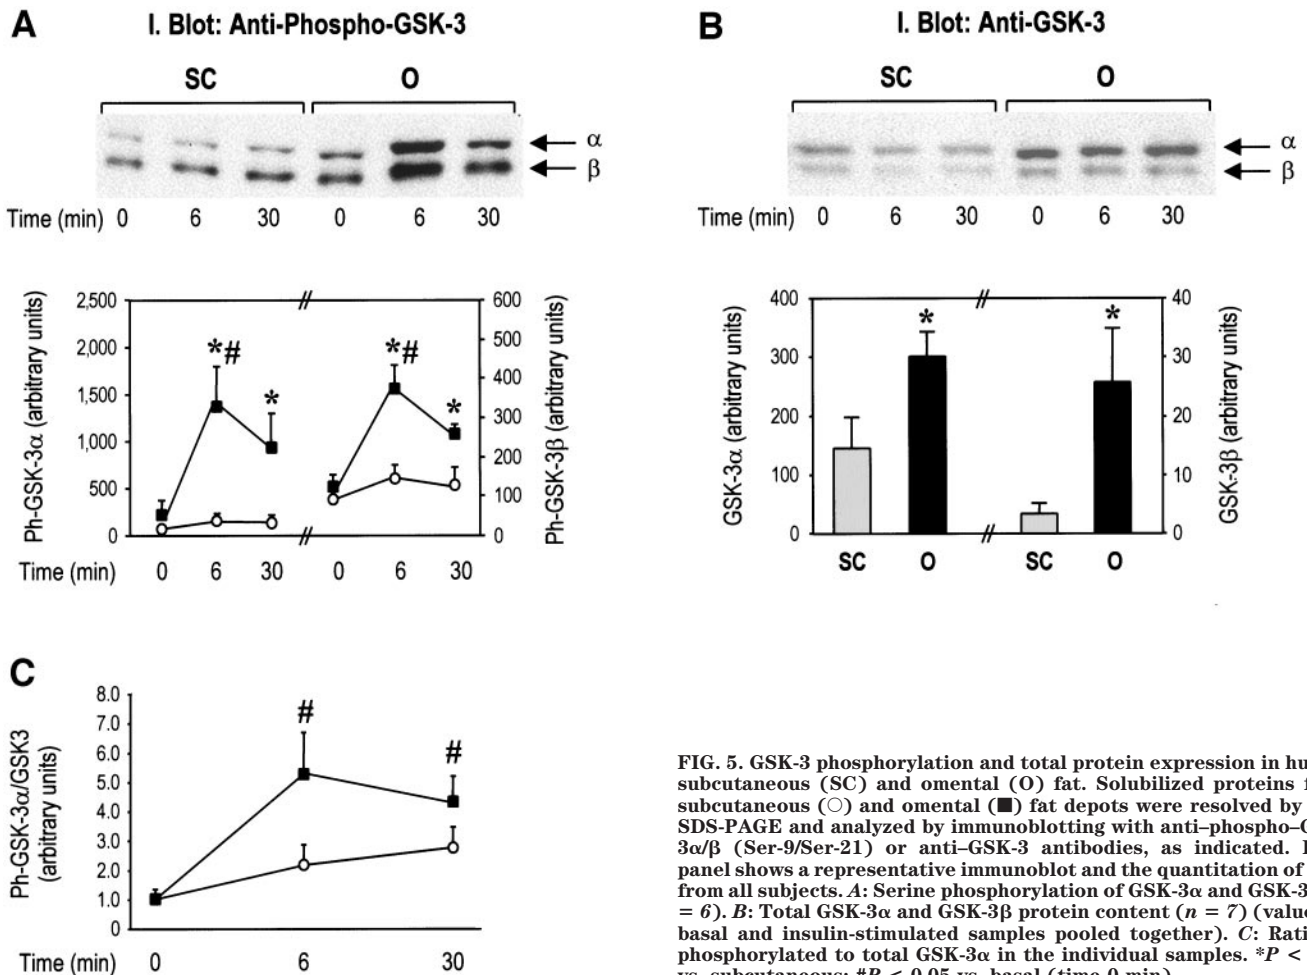 A
I. Blot: Anti-Phospho-GSK-3
SC
O
α
β
Time (min) 0 6 30 0 6 30
Ph-GSK-3α (arbitrary units)
2,500
2,000
1,500
1,000
500
0
*#
*
*#
*
600
500
400
300
200
100
0
Ph-GSK-3β (arbitrary units)
Time (min) 0 6 30 0 6 30
B
I. Blot: Anti-GSK-3
SC
O
α
β
Time (min) 0 6 30 0 6 30
GSK-3α (arbitrary units)
400
300
200
100
0
*
*
40
30
20
10
0
GSK-3β (arbitrary units)
SC O SC O
C
Ph-GSK-3α/GSK3
(arbitrary units)
8.0
7.0
6.0
5.0
4.0
3.0
2.0
1.0
0
#
#
Time (min) 0 6 30
FIG. 5. GSK-3 phosphorylation and total protein expression in
subcutaneous (SC) and omental (O) fat. Solubilized proteins
subcutaneous (○) and omental (■) fat depots were resolved by
SDS-PAGE and analyzed by immunoblotting with anti–phospho–
3α/β (Ser-9/Ser-21) or anti–GSK-3 antibodies, as indicated.
panel shows a representative immunoblot and the quantitation of
from all subjects. A: Serine phosphorylation of GSK-3α and
= 6). B: Total GSK-3α and GSK-3β protein content (n = 7)
basal and insulin-stimulated samples pooled together). C:
phosphorylated to total GSK-3α in the individual samples. *P <
vs. subcutaneous; #P < 0.05 vs. basal (time 0 min).